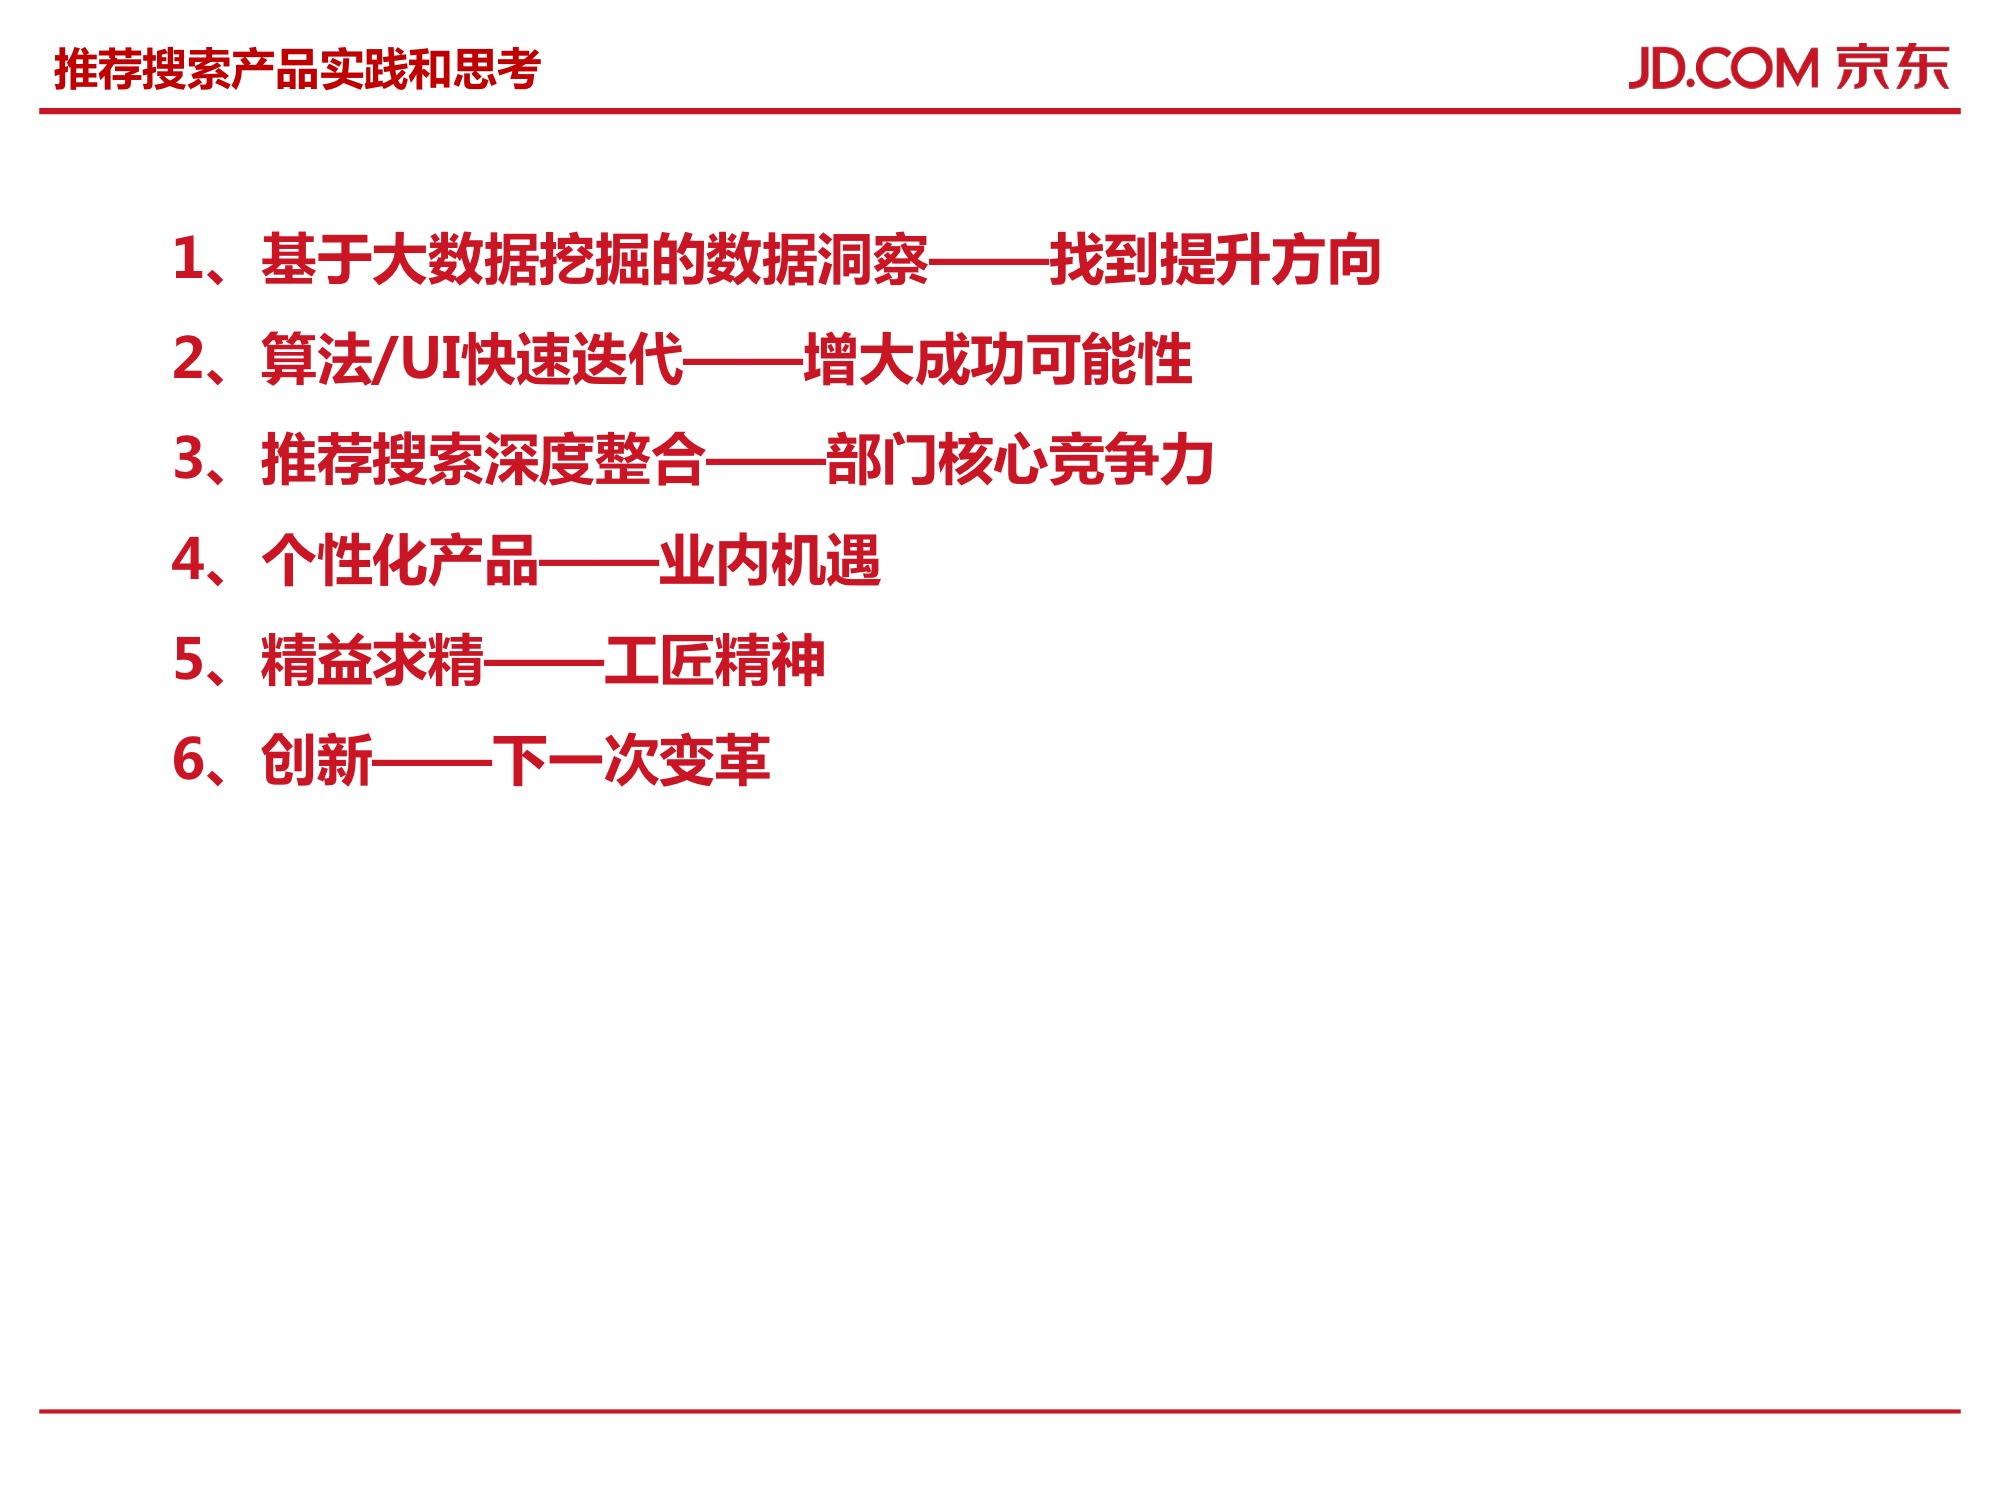 推荐搜索产品实践和思考
JD.COM 京东
1、基于大数据挖掘的数据洞察——找到提升方向
2、算法/UI快速迭代——增大成功可能性
3、推荐搜索深度整合——部门核心竞争力
4、个性化产品——业内机遇
5、精益求精——工匠精神
6、创新——下一次变革